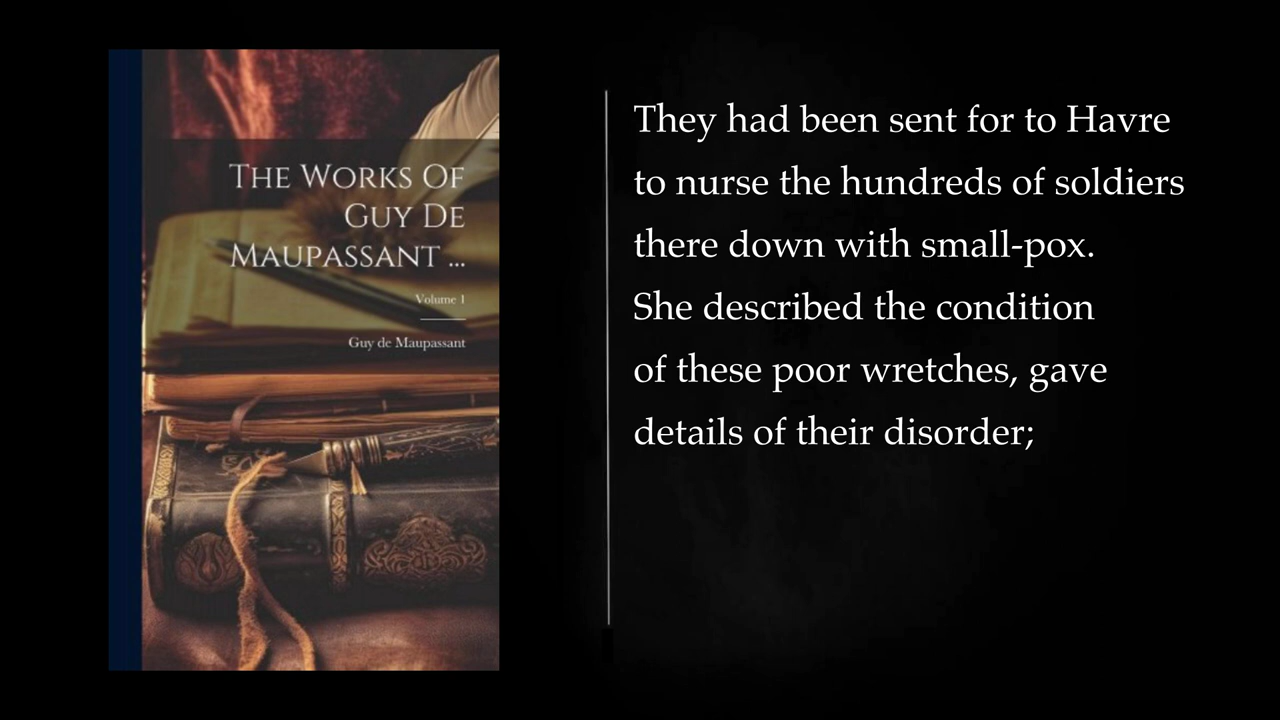 The Works Of
Guy De
Maupassant ...
Volume 1
Guy de Maupassant
They had been sent for to Havre
to nurse the hundreds of soldiers
there down with small-pox.
She described the condition
of these poor wretches, gave
details of their disorder;